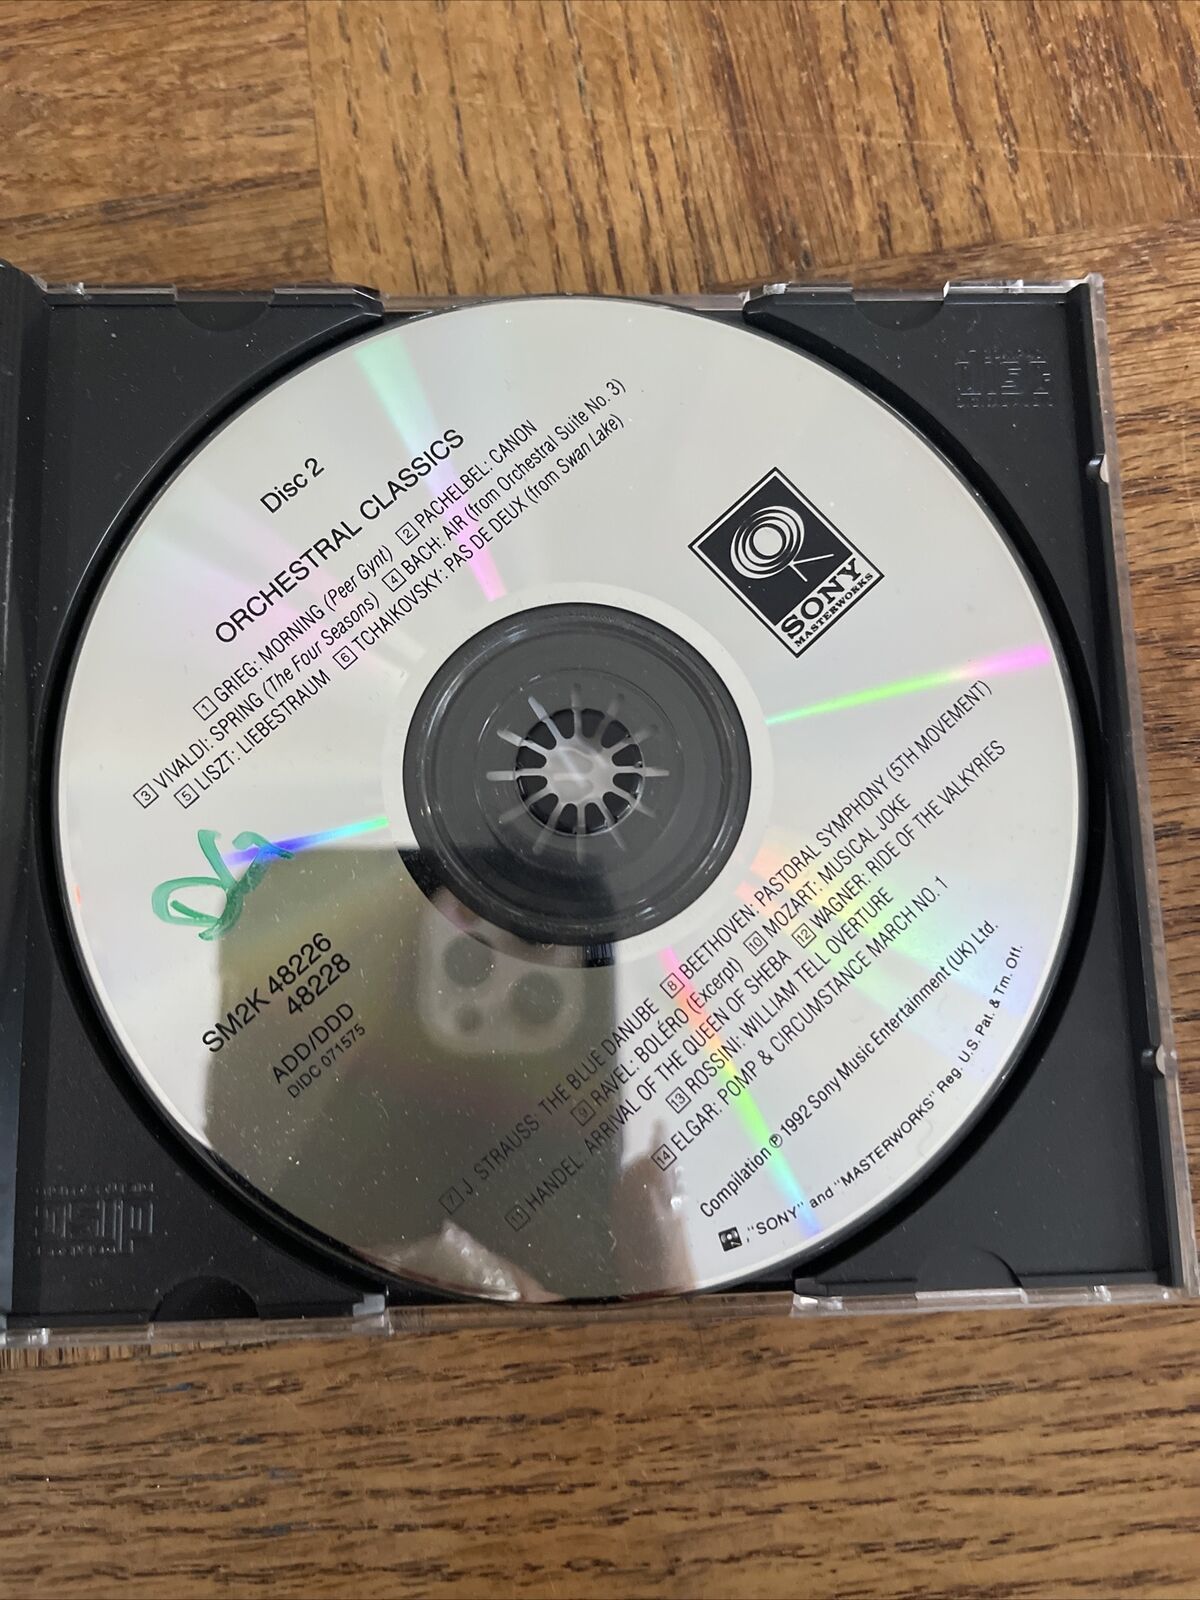 Disc 2
ORCHESTRAL CLASSICS
1 GRIEG: MORNING (Peer Gynt) 2 PACHELBEL: CANON
3 VIVALDI: SPRING (The Four Seasons) 4 BACH: AIR (from Orchestral Suite No. 3)
5 LISZT: LIEBESTRAUM 6 TCHAIKOVSKY: PAS DE DEUX (from Swan Lake)
SONY
MASTERWORKS
SM2K 48226
48228
ADD/DDD
DIDC 071575
7 J. STRAUSS: THE BLUE DANUBE 8 BEETHOVEN: PASTORAL SYMPHONY (5TH MOVEMENT)
9 RAVEL: BOLÉRO (Excerpt) 10 MOZART: MUSICAL JOKE
11 HANDEL: ARRIVAL OF THE QUEEN OF SHEBA 12 WAGNER: RIDE OF THE VALKYRIES
13 ROSSINI: WILLIAM TELL OVERTURE
14 ELGAR: POMP & CIRCUMSTANCE MARCH NO. 1
Compilation ℗ 1992 Sony Music Entertainment (UK) Ltd.
, "SONY" and "MASTERWORKS" Reg. U.S. Pat. & Tm. Off.